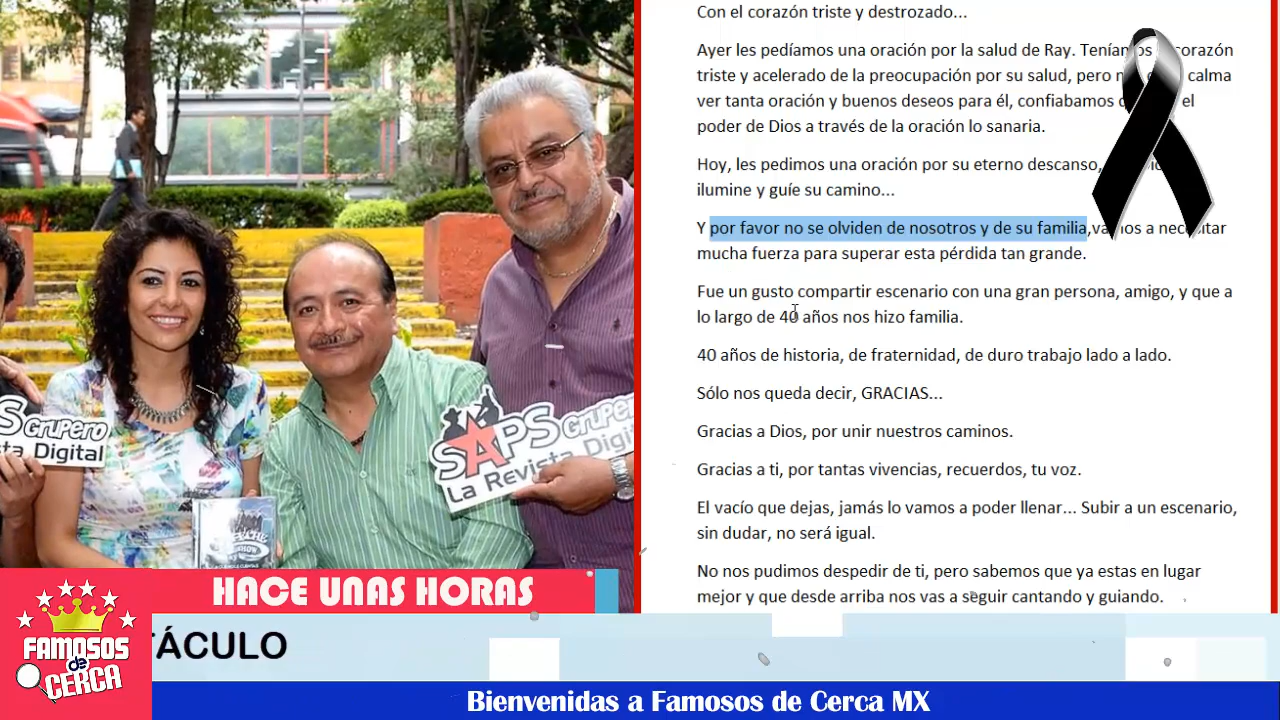 Con el corazón triste y destrozado...
Ayer les pedíamos una oración por la salud de Ray. corazón
triste y acelerado de la preocupación por su salud, pero calma
ver tanta oración y buenos deseos para él, confiabamos el
poder de Dios a través de la oración lo sanaria.
Hoy, les pedimos una oración por su eterno descanso,
ilumine y guíe su camino...
Y por favor no se olviden de nosotros y de su familia, a
mucha fuerza para superar esta pérdida tan grande.
Fue un gusto compartir escenario con una gran persona, amigo, y que a
lo largo de 40 años nos hizo familia.
40 años de historia, de fraternidad, de duro trabajo lado a lado.
Sólo nos queda decir, GRACIAS...
Gracias a Dios, por unir nuestros caminos.
Gracias a ti, por tantas vivencias, recuerdos, tu voz.
El vacío que dejas, jamás lo vamos a poder llenar... Subir a un escenario,
sin dudar, no será igual.
No nos pudimos despedir de ti, pero sabemos que ya estas en lugar
mejor y que desde arriba nos vas a seguir cantando y guiando.
S Grupero
ta Digital
SAPS Grupero
La Revista Digi
SHOW
HACE UNAS HORAS
TÁCULO
FAMOSOS
de
CERCA
Bienvenidas a Famosos de Cerca MX